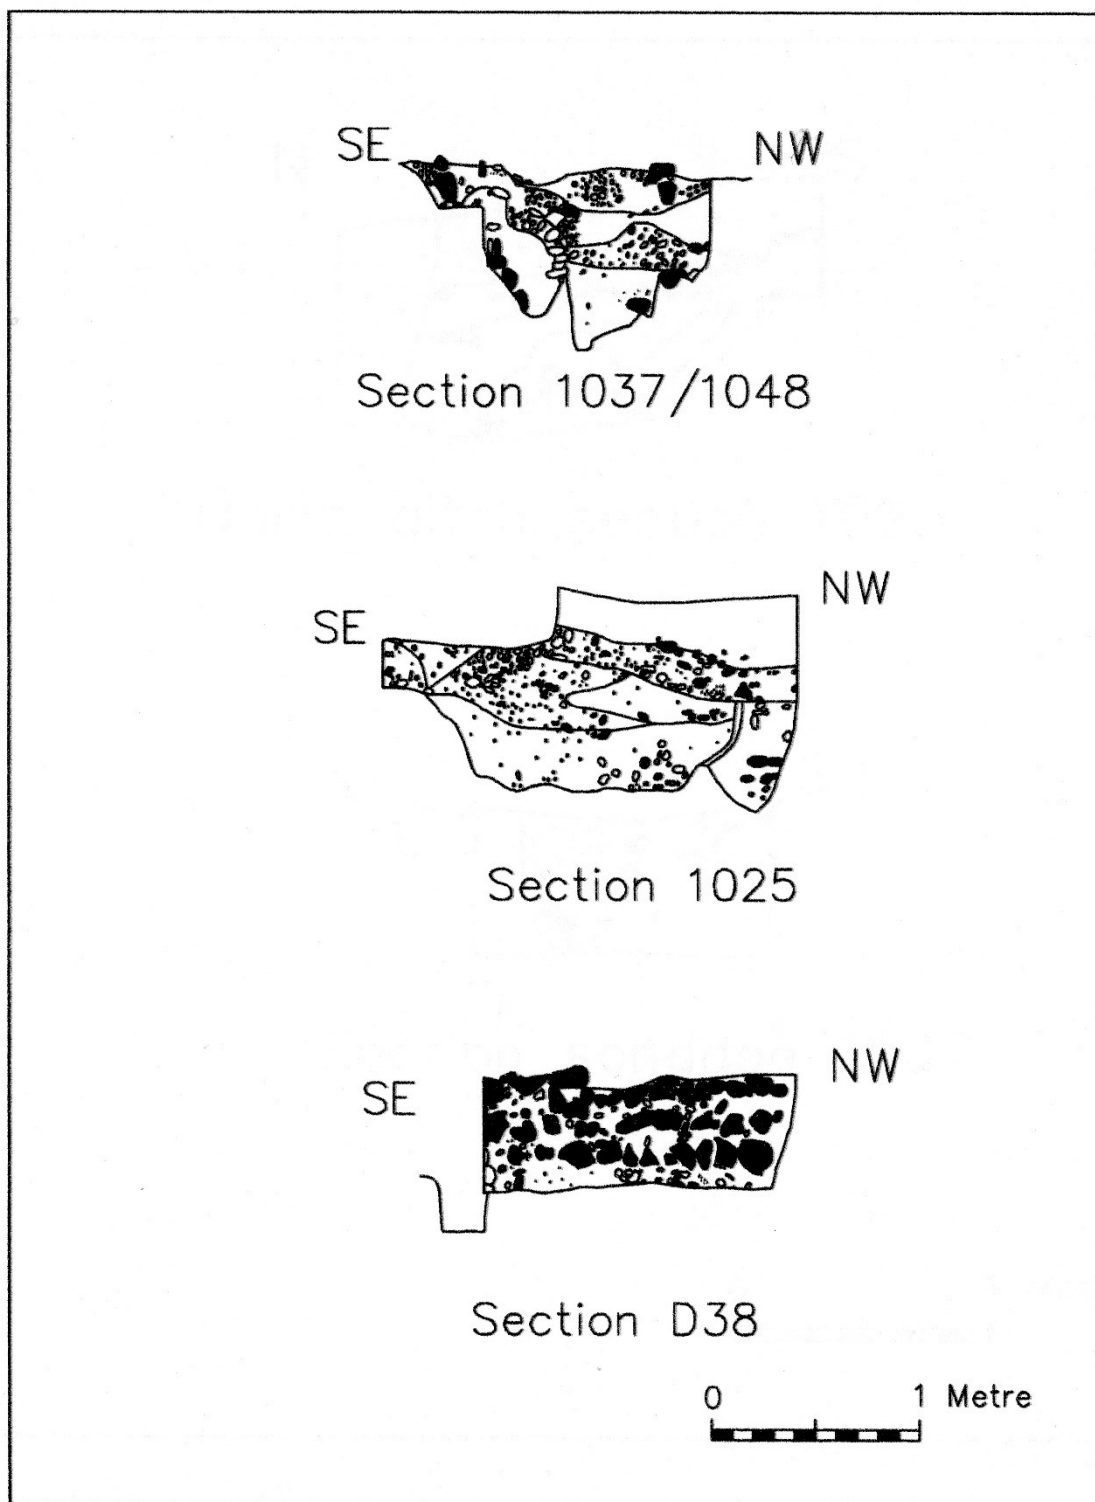 SE NW
Section 1037/1048
NW
SE
Section 1025
NW
SE
Section D38
0 1 Metre